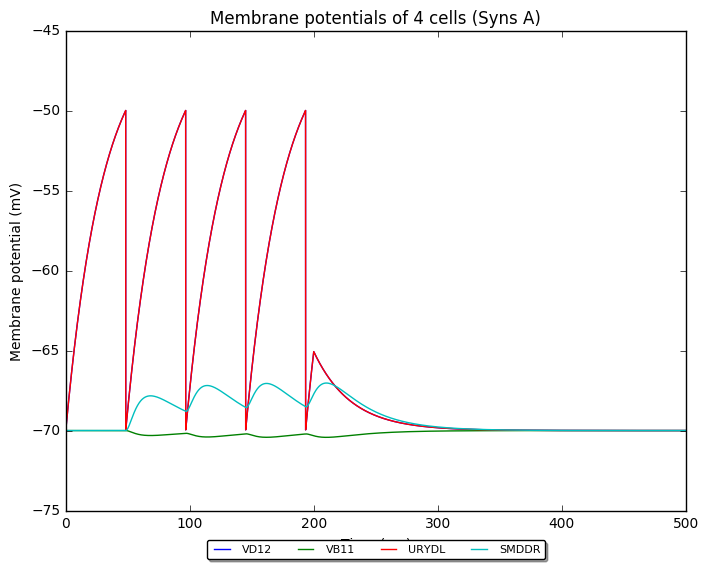 Membrane potentials of 4 cells (Syns A)
Membrane potential (mV)
−45
−50
−55
−60
−65
−70
−75
0 100 200 300 400 500
VD12 VB11 URYDL SMDDR